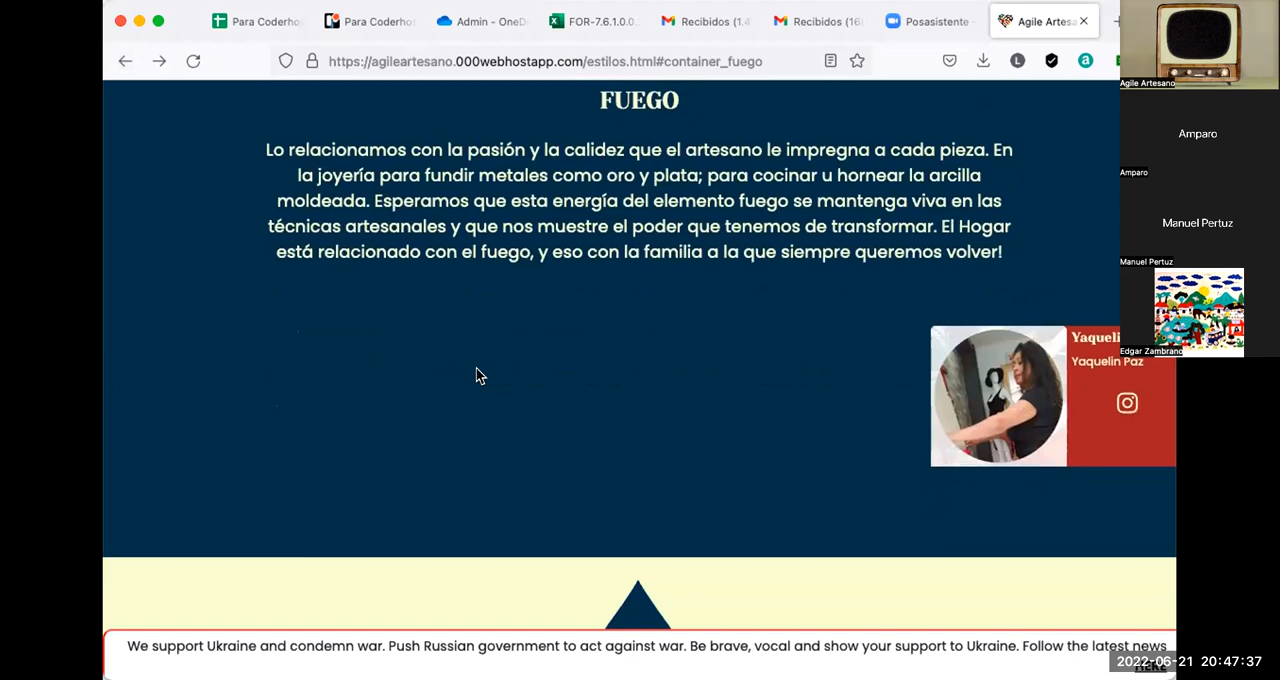 Para Coderho
Para Coderhos
Admin - OneD
FOR-7.6.1.0.0
Recibidos (1.4
Recibidos (16)
Posasistente -
Agile Artesa
https://agileartesano.000webhostapp.com/estilos.html#container_fuego
FUEGO
Lo relacionamos con la pasión y la calidez que el artesano le impregna a cada pieza. En
la joyería para fundir metales como oro y plata; para cocinar u hornear la arcilla
moldeada. Esperamos que esta energía del elemento fuego se mantenga viva en las
técnicas artesanales y que nos muestre el poder que tenemos de transformar. El Hogar
está relacionado con el fuego, y eso con la familia a la que siempre queremos volver!
Yaqueli
Yaquelin Paz
We support Ukraine and condemn war. Push Russian government to act against war. Be brave, vocal and show your support to Ukraine. Follow the latest news
Agile Artesano
Amparo
Amparo
Manuel Pertuz
Manuel Pertuz
Edgar Zambrano
2022-06-21 20:47:37